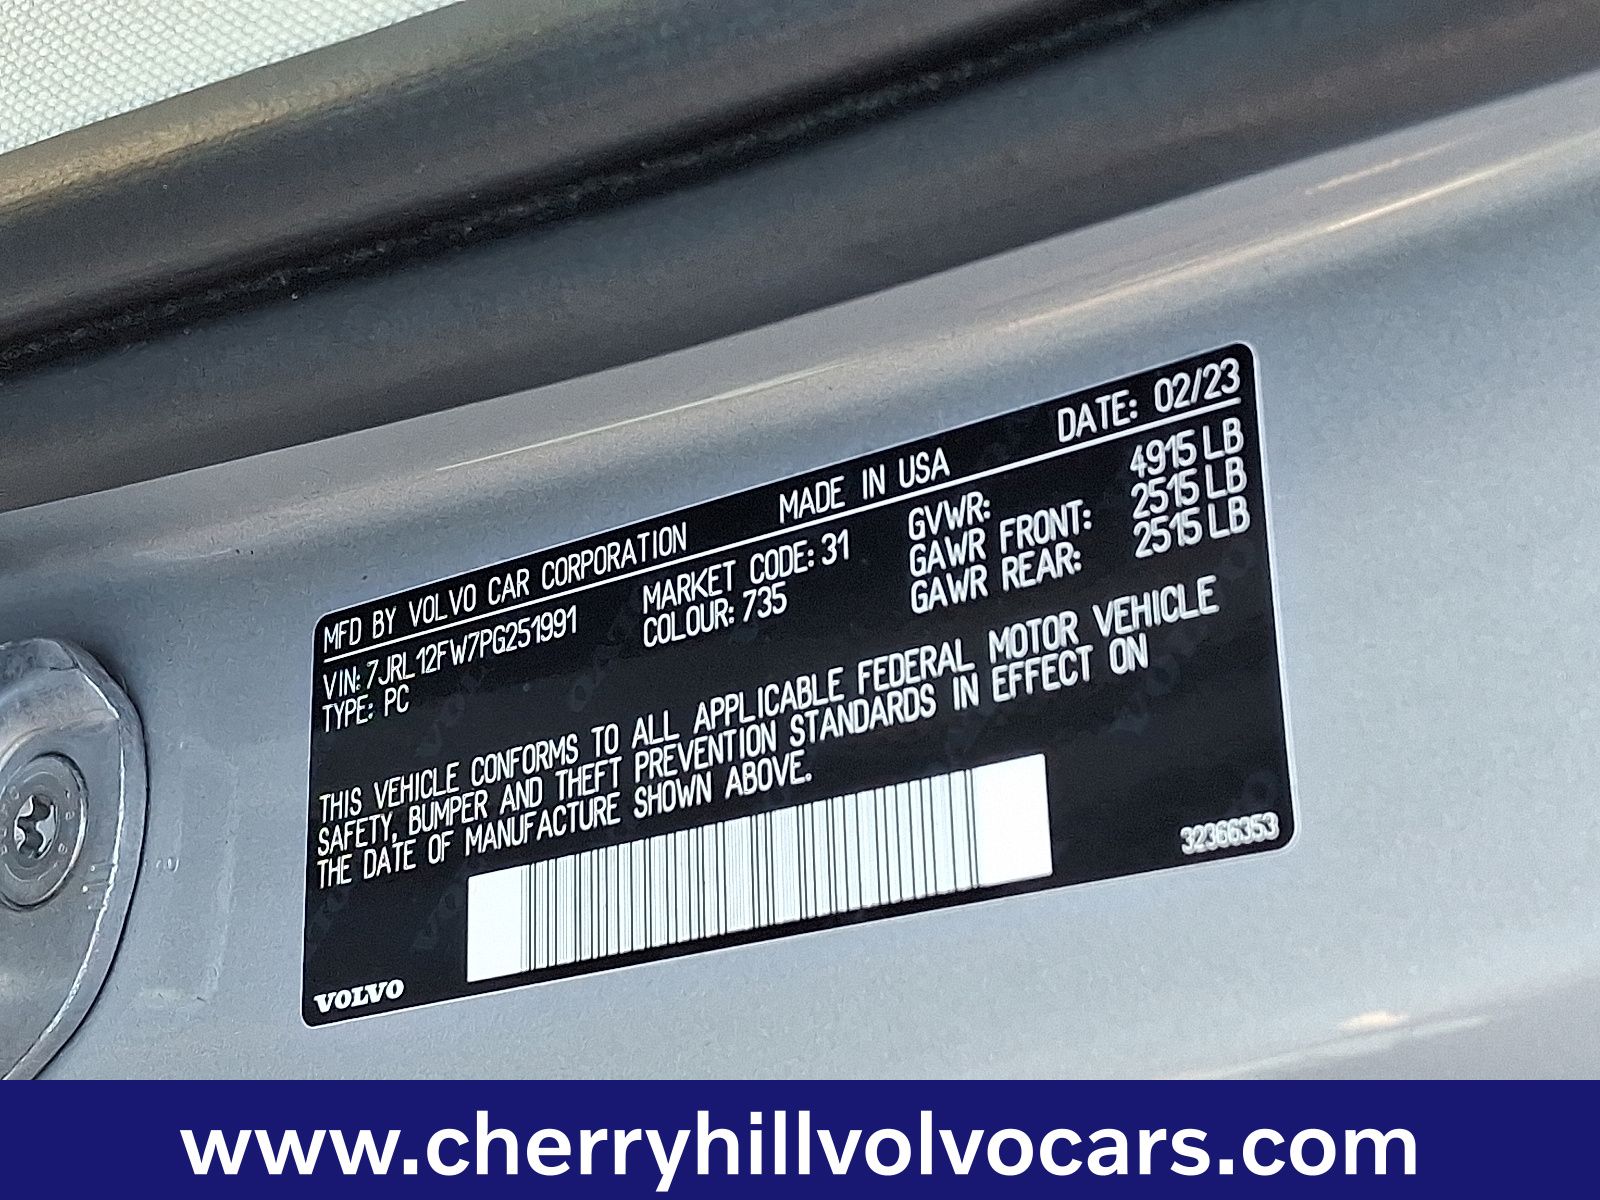 MFD BY VOLVO CAR CORPORATION MADE IN USA DATE: 02/23
VIN: 7JRL12FW7PG251991 MARKET CODE: 31 GVWR: 4915 LB
TYPE: PC COLOUR: 735 GAWR FRONT: 2515 LB
GAWR REAR: 2515 LB
THIS VEHICLE CONFORMS TO ALL APPLICABLE FEDERAL MOTOR VEHICLE
SAFETY, BUMPER AND THEFT PREVENTION STANDARDS IN EFFECT ON
THE DATE OF MANUFACTURE SHOWN ABOVE.
32366353
VOLVO
www.cherryhillvolvocars.com